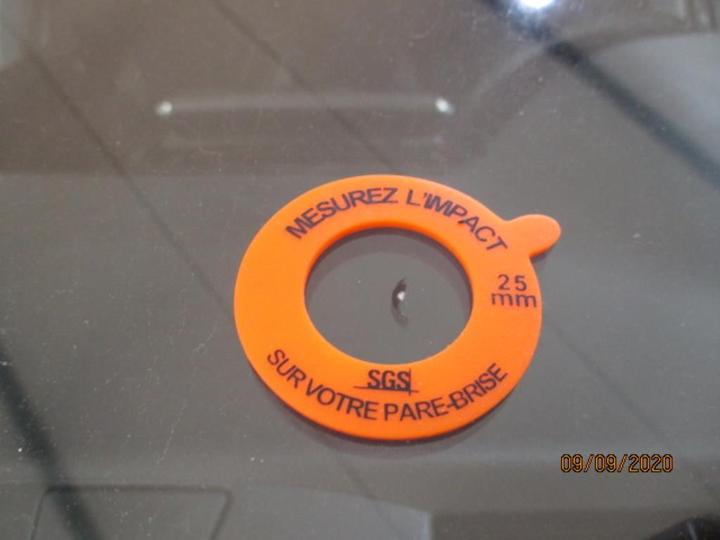 MESUREZ L'IMPACT
25
mm
SGS
SUR VOTRE PARE-BRISE
09/09/2020